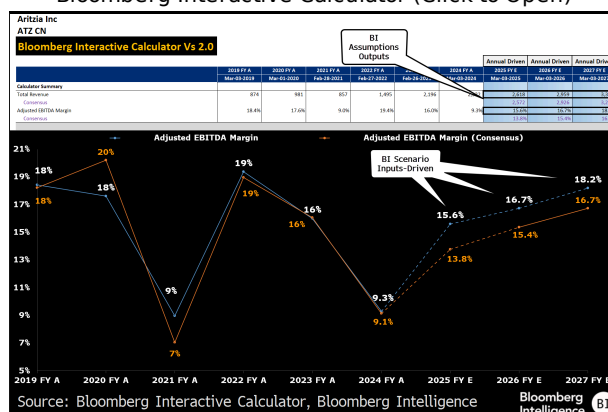 Bloomberg Interactive Calculator (Click to Open)
Aritzia Inc
ATZ CN
Bloomberg Interactive Calculator Vs 2.0
BI
Assumptions
Outputs
Annual Driven Annual Driven Annual Driven
2019 FY A 2020 FY A 2021 FY A 2022 FY A 2024 FY A 2025 FY E 2026 FY E 2027 FY E
Mar-03-2019 Mar-01-2020 Feb-28-2021 Feb-27-2022 Mar-03-2024 Mar-03-2025 Mar-03-2026
Calculator Summary
Total Revenue 874 981 857 1,495 2,196 2,618 2,959
Consensus 2,572 2,926
Adjusted EBITDA Margin 18.4% 17.6% 9.0% 19.4% 16.0% 9.3% 15.6% 16.7%
Consensus 13.8% 15.4%
Adjusted EBITDA Margin Adjusted EBITDA Margin (Consensus)
21%
19%
17%
15%
13%
11%
9%
7%
5%
18% 18% 9% 19% 16% 9.3% 15.6% 16.7% 18.2%
18% 20% 7% 19% 16% 9.1% 13.8% 15.4% 16.7%
BI Scenario
Inputs-Driven
2019 FY A 2020 FY A 2021 FY A 2022 FY A 2023 FY A 2024 FY A 2025 FY E 2026 FY E 2027 FY E
Source: Bloomberg Interactive Calculator, Bloomberg Intelligence
Bloomberg
Intelligence BI